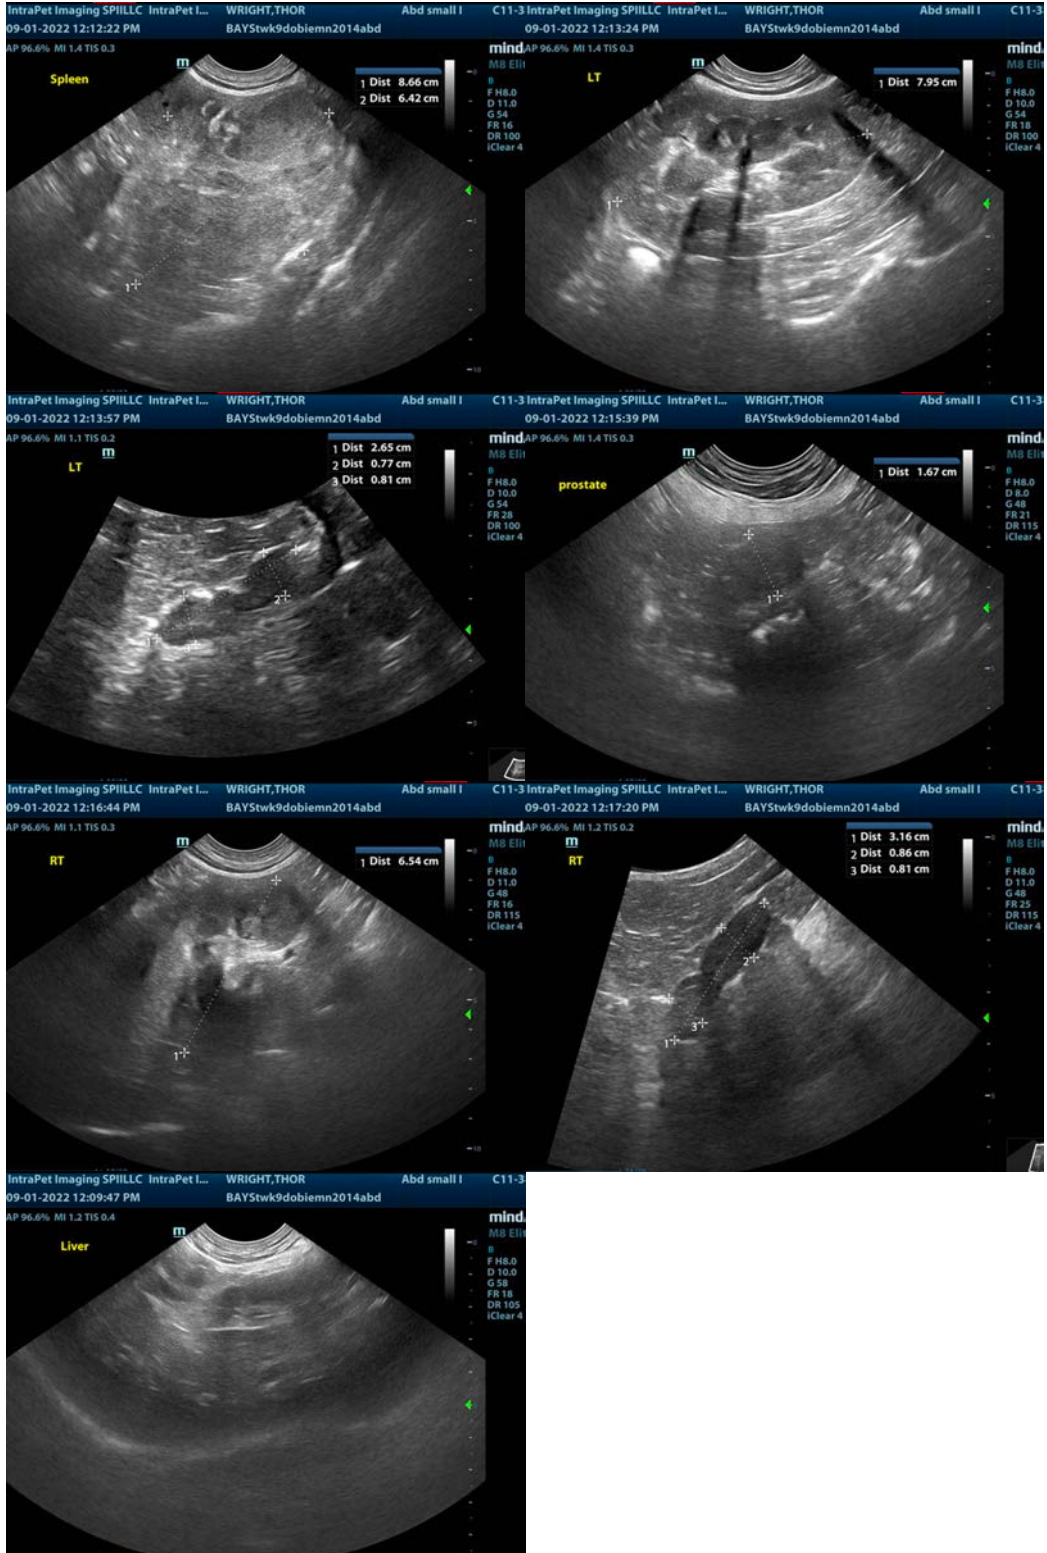 IntraPet Imaging SPIILLC IntraPet I... WRIGHT,THOR Abd small I C11-3
09-01-2022 12:12:22 PM BAYStwk9dobiemn2014abd
AP 96.6% MI 1.4 TIS 0.3
mind
M8 Elit
m
Spleen
1 Dist 8.66 cm
2 Dist 6.42 cm
B
F H8.0
D 11.0
G 54
FR 16
DR 100
iClear 4
1
IntraPet Imaging SPIILLC IntraPet I... WRIGHT,THOR Abd small I C11-3
09-01-2022 12:13:24 PM BAYStwk9dobiemn2014abd
AP 96.6% MI 1.4 TIS 0.3
mind
M8 Elit
m
LT
1 Dist 7.95 cm
B
F H8.0
D 10.0
G 54
FR 18
DR 100
iClear 4
1
IntraPet Imaging SPIILLC IntraPet I... WRIGHT,THOR Abd small I C11-3
09-01-2022 12:13:57 PM BAYStwk9dobiemn2014abd
AP 96.6% MI 1.1 TIS 0.2
mind
M8 Elit
m
LT
1 Dist 2.65 cm
2 Dist 0.77 cm
3 Dist 0.81 cm
B
F H8.0
D 10.0
G 54
FR 28
DR 100
iClear 4
2
IntraPet Imaging SPIILLC IntraPet I... WRIGHT,THOR Abd small I C11-3
09-01-2022 12:15:39 PM BAYStwk9dobiemn2014abd
AP 96.6% MI 1.4 TIS 0.3
mind
M8 Elit
m
prostate
1 Dist 1.67 cm
B
F H8.0
D 8.0
G 48
FR 21
DR 115
iClear 4
1
IntraPet Imaging SPIILLC IntraPet I... WRIGHT,THOR Abd small I C11-3
09-01-2022 12:16:44 PM BAYStwk9dobiemn2014abd
AP 96.6% MI 1.1 TIS 0.3
mind
M8 Elit
m
RT
1 Dist 6.54 cm
B
F H8.0
D 11.0
G 48
FR 16
DR 115
iClear 4
1
IntraPet Imaging SPIILLC IntraPet I... WRIGHT,THOR Abd small I C11-3
09-01-2022 12:17:20 PM BAYStwk9dobiemn2014abd
AP 96.6% MI 1.2 TIS 0.2
mind
M8 Elit
m
RT
1 Dist 3.16 cm
2 Dist 0.86 cm
3 Dist 0.81 cm
B
F H8.0
D 11.0
G 48
FR 25
DR 115
iClear 4
2
3
1
IntraPet Imaging SPIILLC IntraPet I... WRIGHT,THOR Abd small I C11-3
09-01-2022 12:09:47 PM BAYStwk9dobiemn2014abd
AP 96.6% MI 1.2 TIS 0.4
mind
M8 Elit
m
Liver
B
F H8.0
D 10.0
G 58
FR 18
DR 105
iClear 4